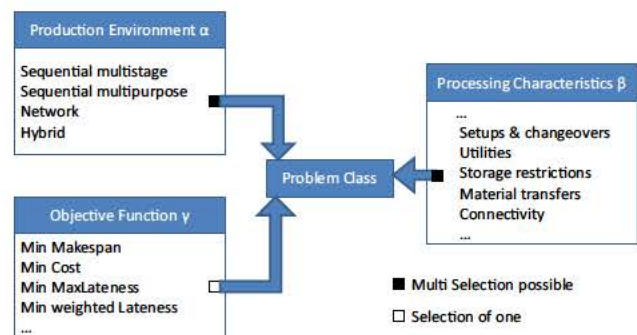 Production Environment α
Sequential multistage
Sequential multipurpose
Network
Hybrid
Objective Function γ
Min Makespan
Min Cost
Min MaxLateness
Min weighted Lateness
...
Problem Class
Processing Characteristics β
...
Setups & changeovers
Utilities
Storage restrictions
Material transfers
Connectivity
...
Multi Selection possible
Selection of one